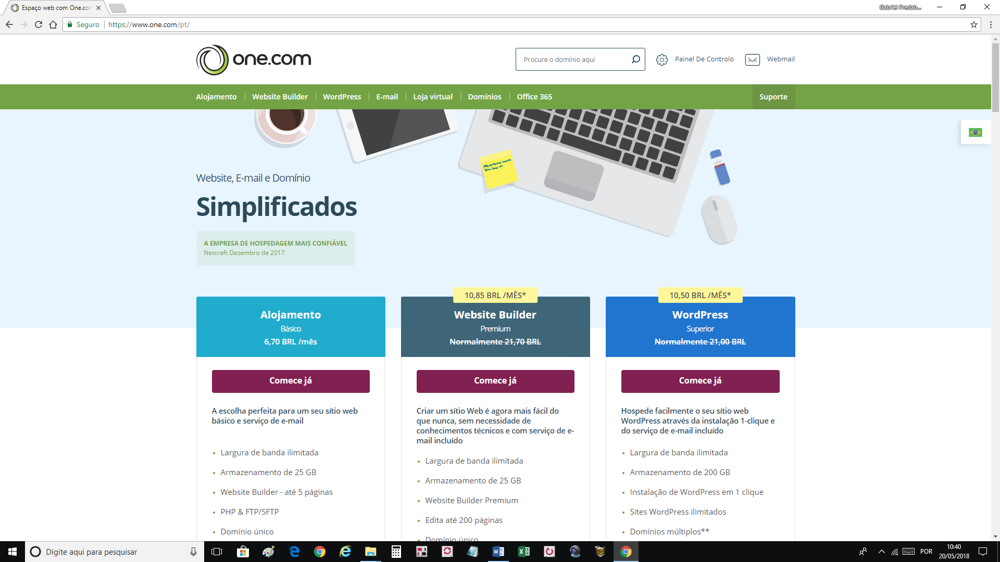 Espaço web com One.cor
Gabriel Predab...
Seguro
https://www.one.com/pt/
one.com
Procure o domínio aqui
Painel De Controlo
Webmail
Alojamento
Website Builder
WordPress
E-mail
Loja virtual
Domínios
Office 365
Suporte
Website, E-mail e Domínio
Simplificados
A EMPRESA DE HOSPEDAGEM MAIS CONFIÁVEL
Netcraft Dezembro de 2017
Alojamento
Básico
6,70 BRL /mês
Comece já
A escolha perfeita para um seu sítio web
básico e serviço de e-mail
Largura de banda ilimitada
Armazenamento de 25 GB
Website Builder - até 5 páginas
PHP & FTP/SFTP
Domínio único
10,85 BRL /MÊS*
Website Builder
Premium
Normalmente 21,70 BRL
Comece já
Criar um sítio Web é agora mais fácil do
que nunca, sem necessidade de
conhecimentos técnicos e com serviço de e-
mail incluído
Largura de banda ilimitada
Armazenamento de 25 GB
Website Builder Premium
Edita até 200 páginas
Domínio único
10,50 BRL /MÊS*
WordPress
Superior
Normalmente 21,00 BRL
Comece já
Hospede facilmente o seu sítio web
WordPress através da instalação 1-clique e
do serviço de e-mail incluído
Largura de banda ilimitada
Armazenamento de 200 GB
Instalação de WordPress em 1 clique
Sites WordPress ilimitados
Domínios múltiplos**
Digite aqui para pesquisar
POR
10:40
20/05/2018